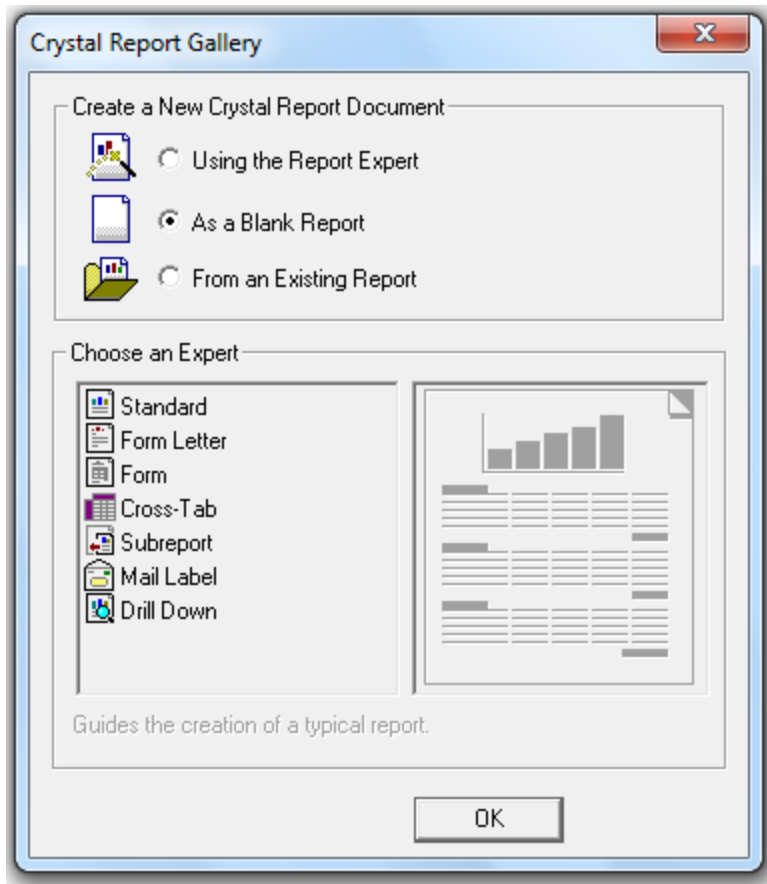 Crystal Report Gallery
Create a New Crystal Report Document
Using the Report Expert
As a Blank Report
From an Existing Report
Choose an Expert
Standard
Form Letter
Form
Cross-Tab
Subreport
Mail Label
Drill Down
Guides the creation of a typical report.
OK